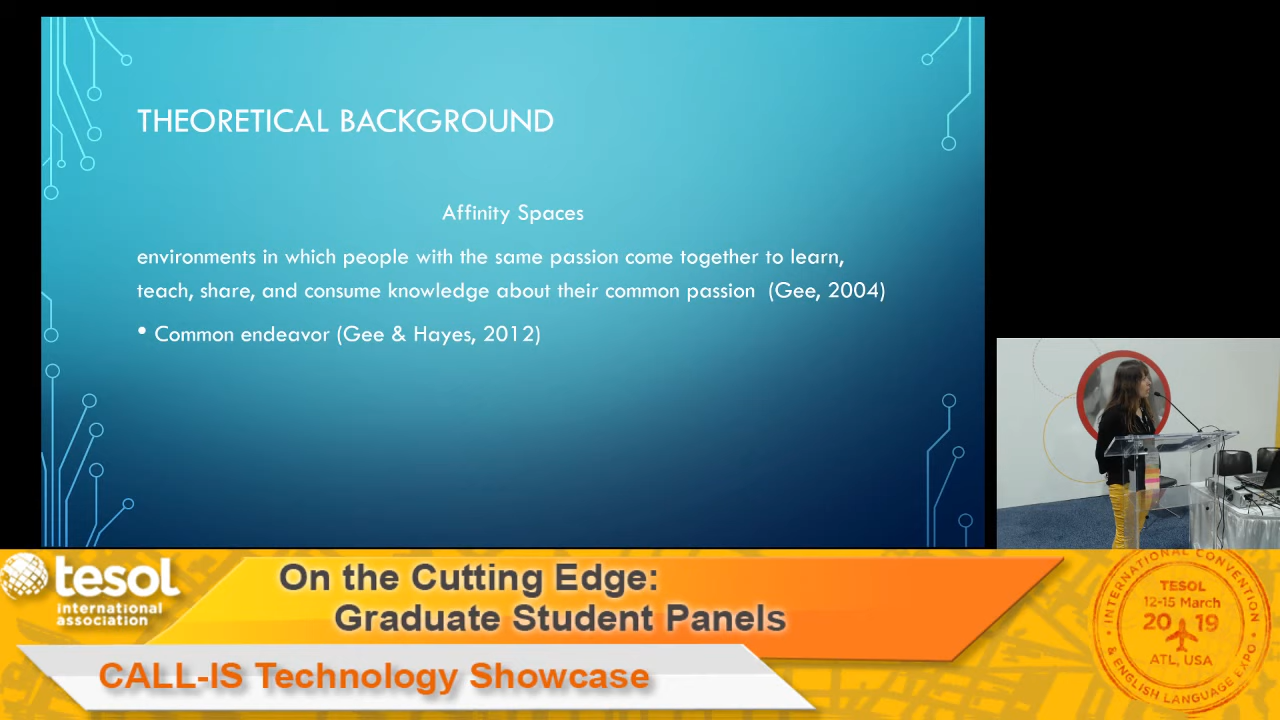 THEORETICAL BACKGROUND
Affinity Spaces
environments in which people with the same passion come together to learn,
teach, share, and consume knowledge about their common passion (Gee, 2004)
• Common endeavor (Gee & Hayes, 2012)
tesol
international
association
On the Cutting Edge:
Graduate Student Panels
CALL-IS Technology Showcase
INTERNATIONAL CONVENTION
TESOL
12-15 March
20 19
ATL, USA
& ENGLISH LANGUAGE EXPO